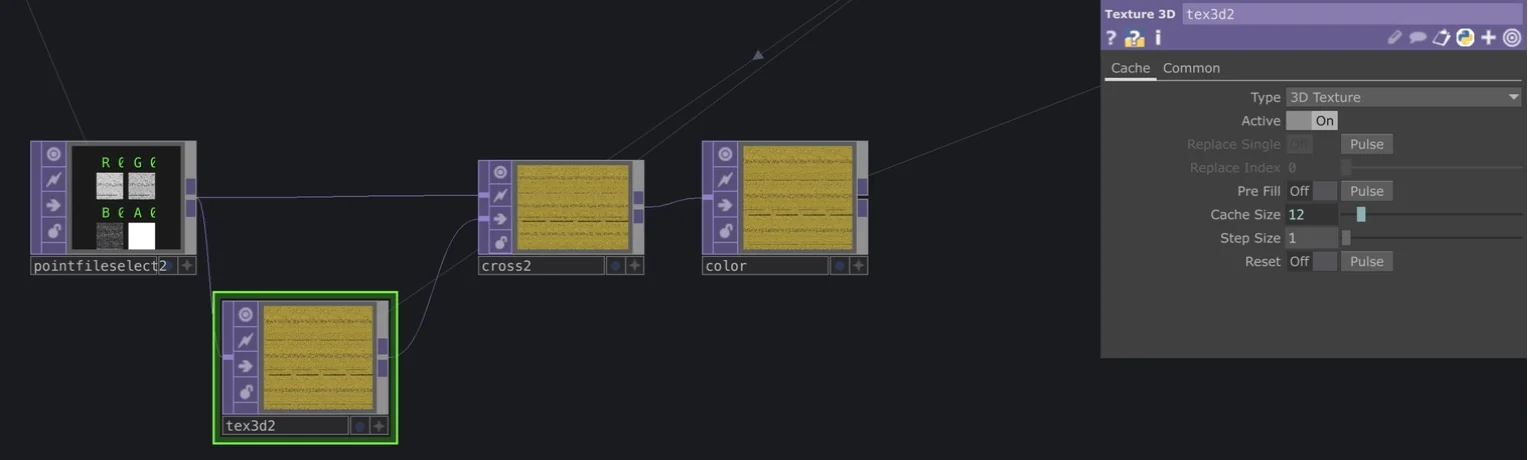 Texture 3D tex3d2
? ? i
Cache Common
Type 3D Texture
Active On
Replace Single Off Pulse
Replace Index 0
Pre Fill Off Pulse
Cache Size 12
Step Size 1
Reset Off Pulse
R 0 G 0
B 0 A 0
pointfileselect2
cross2
color
tex3d2